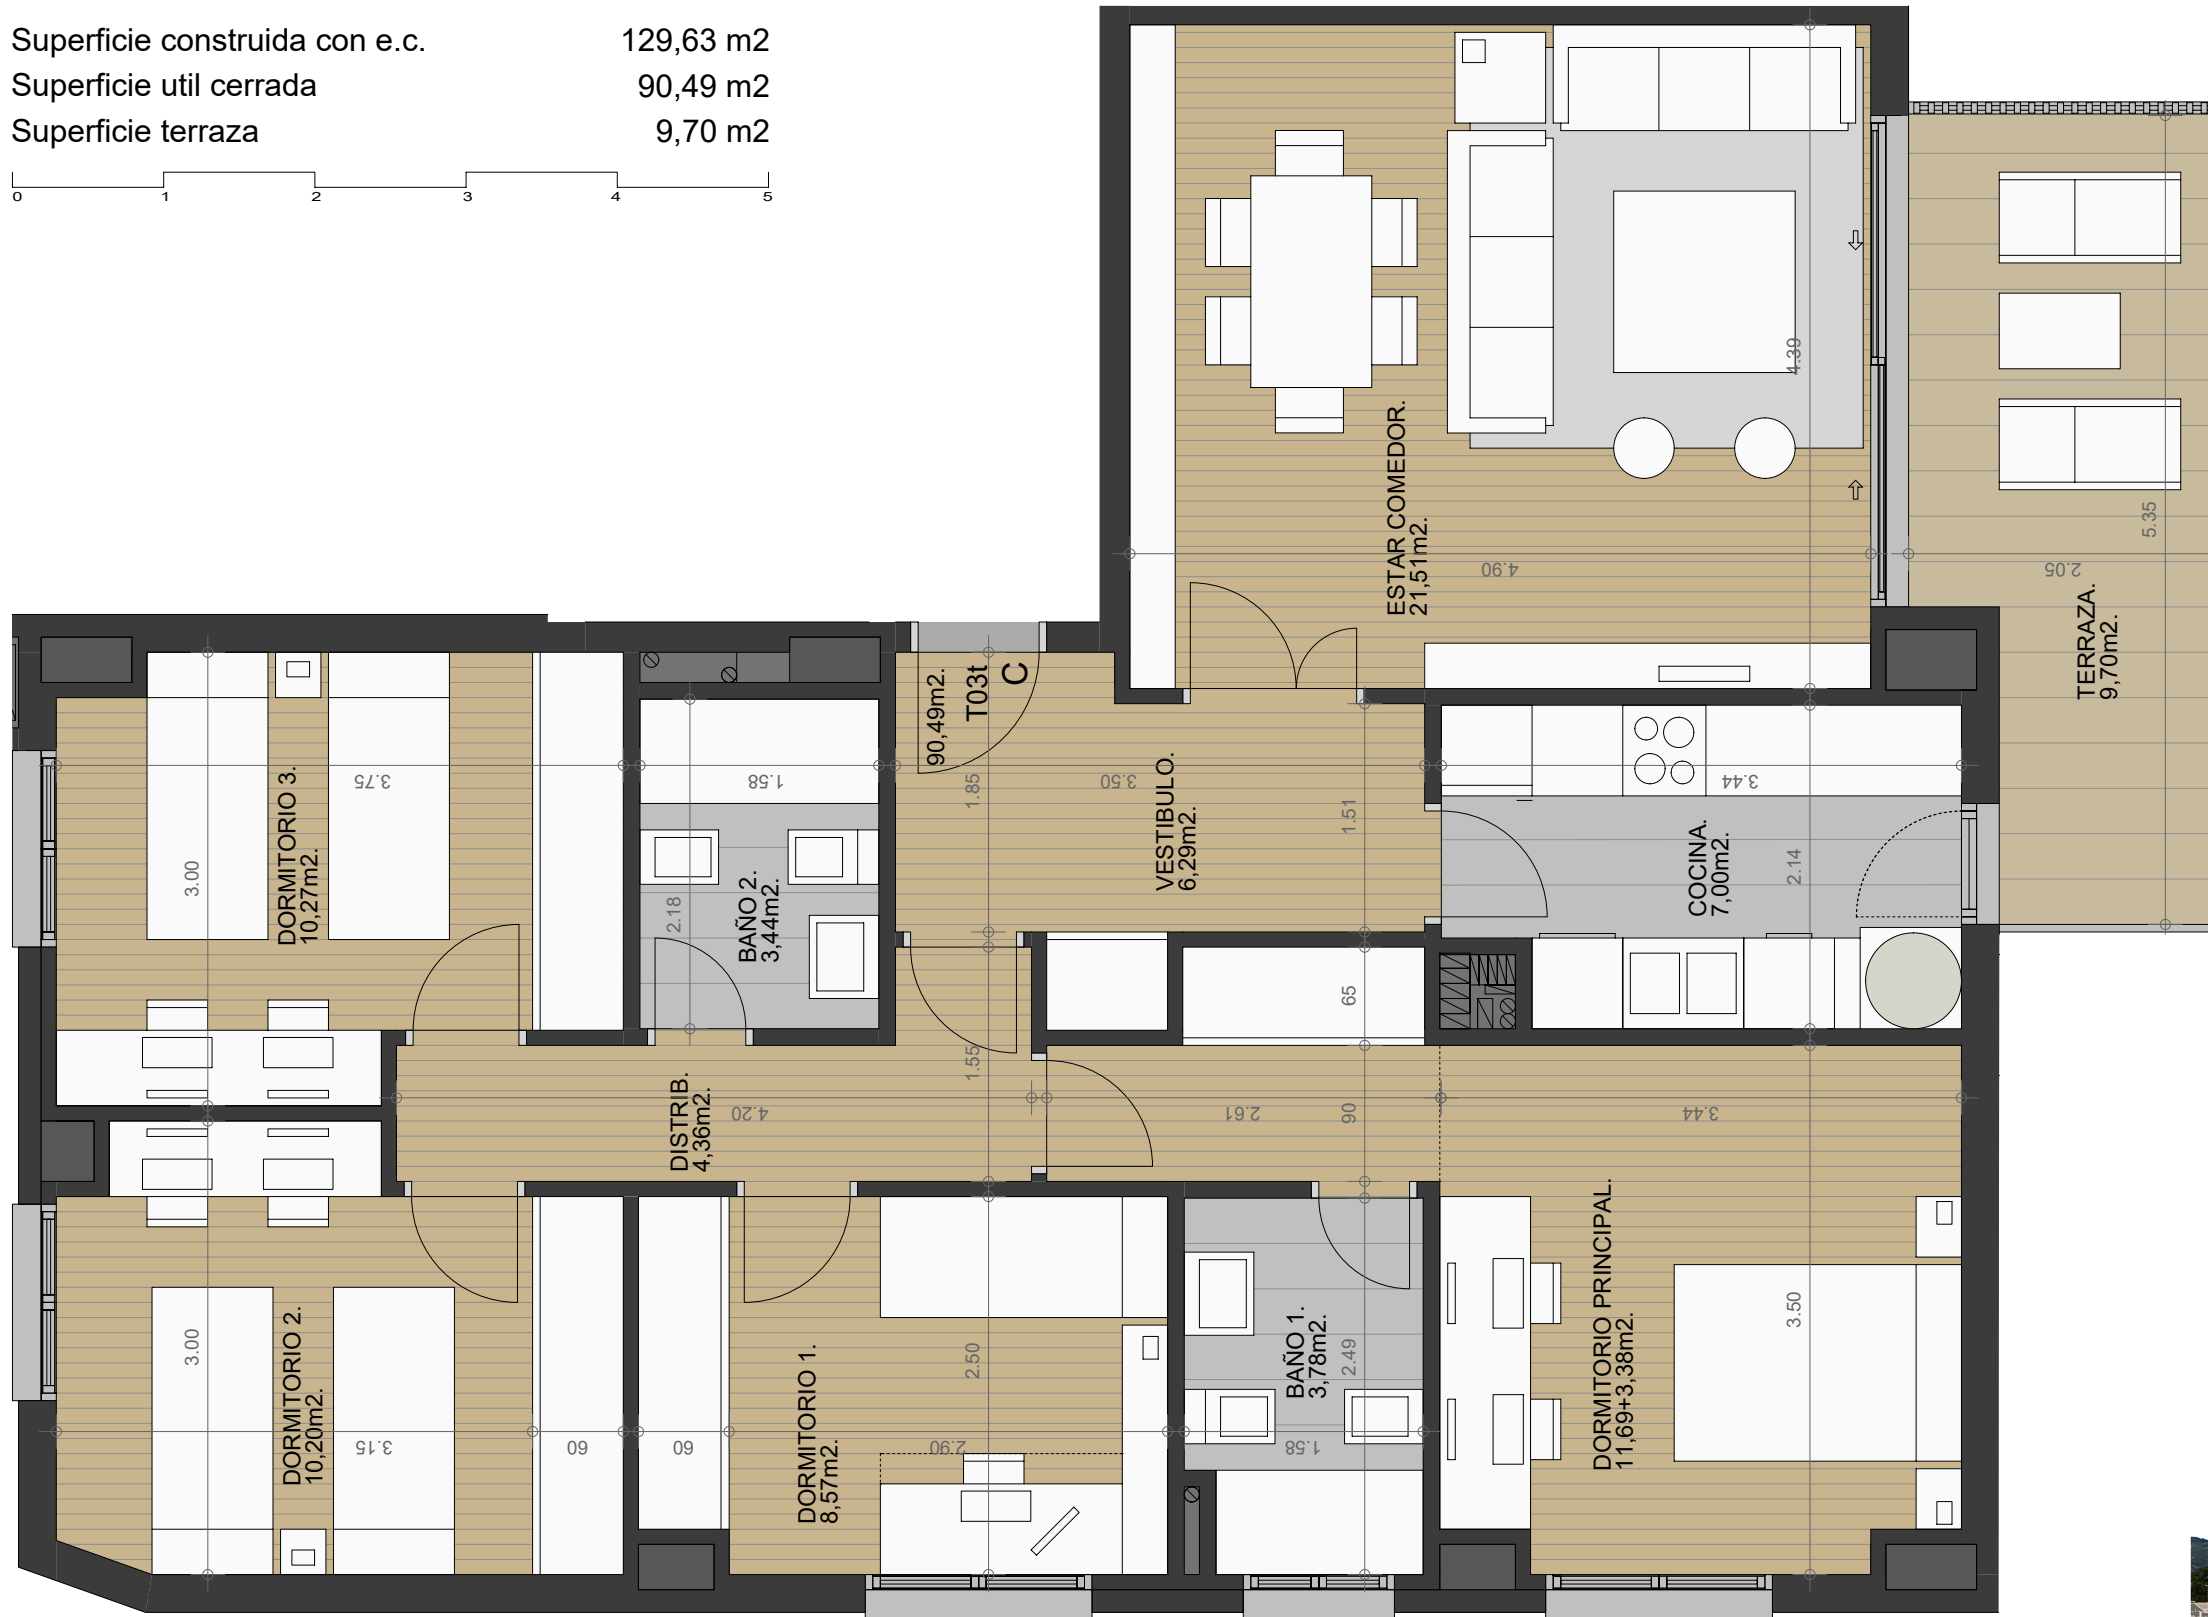 Superficie construida con e.c. 129,63 m2
Superficie util cerrada 90,49 m2
Superficie terraza 9,70 m2
0 1 2 3 4 5
ESTAR COMEDOR.
21,51m2.
4.39
4.90
5.35
2.05
TERRAZA.
9,70m2.
90,49m2.
T03t
C
DORMITORIO 3.
10,27m2.
3.75
3.00
1.58
BAÑO 2.
3,44m2.
2.18
1.85
3.50
VESTIBULO.
6,29m2.
1.51
3.44
COCINA.
7,00m2.
2.14
65
DISTRIB.
4,36m2.
4.20
1.55
2.61
90
3.44
DORMITORIO 2.
10,20m2.
3.00
3.15
60
60
DORMITORIO 1.
8,57m2.
2.50
2.90
BAÑO 1.
3,78m2.
2.49
1.58
DORMITORIO PRINCIPAL.
11,69+3,38m2.
3.50